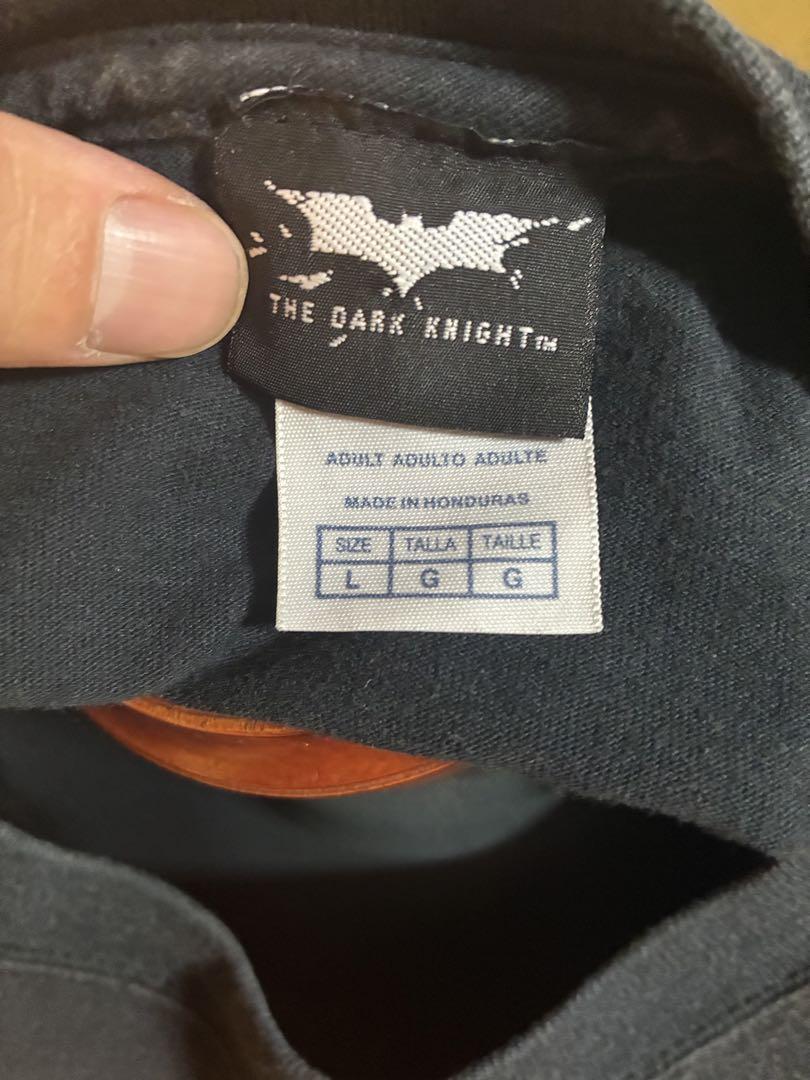 THE DARK KNIGHT™
ADULT ADULTO ADULTE
MADE IN HONDURAS
SIZE TALLA TAILLE
L G G